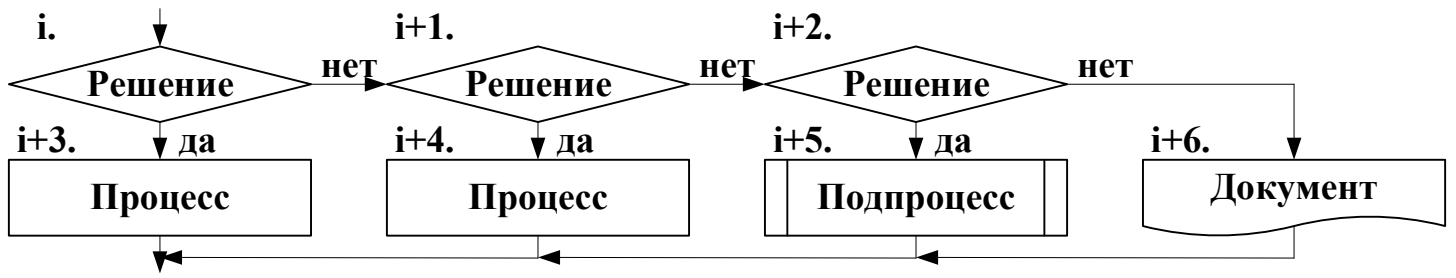 i. i+1. i+2.
нет нет нет
Решение Решение Решение
i+3. да i+4. да i+5. да i+6.
Процесс Процесс Подпроцесс Документ